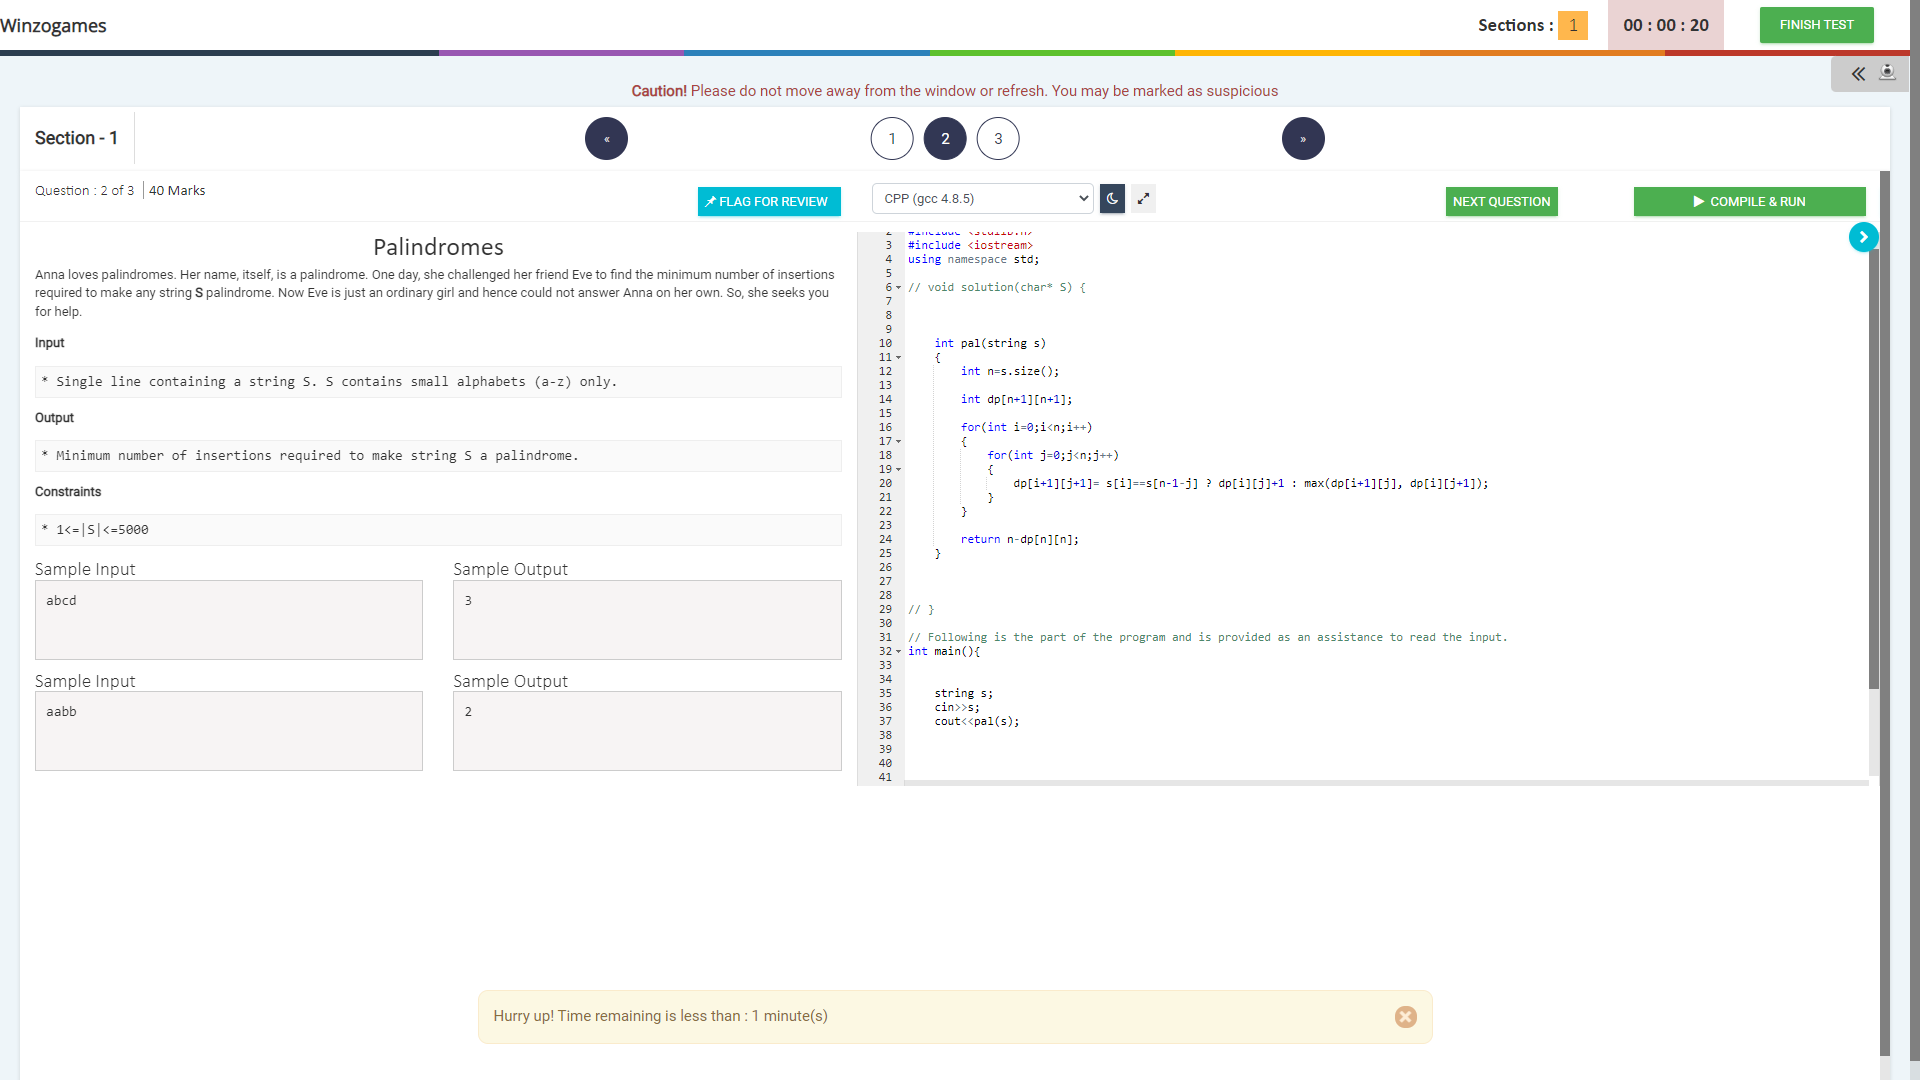 Winzogames
Sections : 1
00 : 00 : 20
FINISH TEST
Caution! Please do not move away from the window or refresh. You may be marked as suspicious
Section - 1
«
1
2
3
»
Question : 2 of 3
40 Marks
FLAG FOR REVIEW
CPP (gcc 4.8.5)
NEXT QUESTION
COMPILE & RUN
Palindromes
Anna loves palindromes. Her name, itself, is a palindrome. One day, she challenged her friend Eve to find the minimum number of insertions
required to make any string S palindrome. Now Eve is just an ordinary girl and hence could not answer Anna on her own. So, she seeks you
for help.
Input
* Single line containing a string S. S contains small alphabets (a-z) only.
Output
* Minimum number of insertions required to make string S a palindrome.
Constraints
* 1<=|S|<=5000
Sample Input
Sample Output
abcd
3
Sample Input
Sample Output
aabb
2
2 #include <stdlib.h>
3 #include <iostream>
4 using namespace std;
5
6 // void solution(char* S) {
7
8
9
10 int pal(string s)
11 {
12 int n=s.size();
13
14 int dp[n+1][n+1];
15
16 for(int i=0;i<n;i++)
17 {
18 for(int j=0;j<n;j++)
19 {
20 dp[i+1][j+1]= s[i]==s[n-1-j] ? dp[i][j]+1 : max(dp[i+1][j], dp[i][j+1]);
21 }
22 }
23
24 return n-dp[n][n];
25 }
26
27
28
29 // }
30
31 // Following is the part of the program and is provided as an assistance to read the input.
32 int main(){
33
34
35 string s;
36 cin>>s;
37 cout<<pal(s);
38
39
40
41
Hurry up! Time remaining is less than : 1 minute(s)